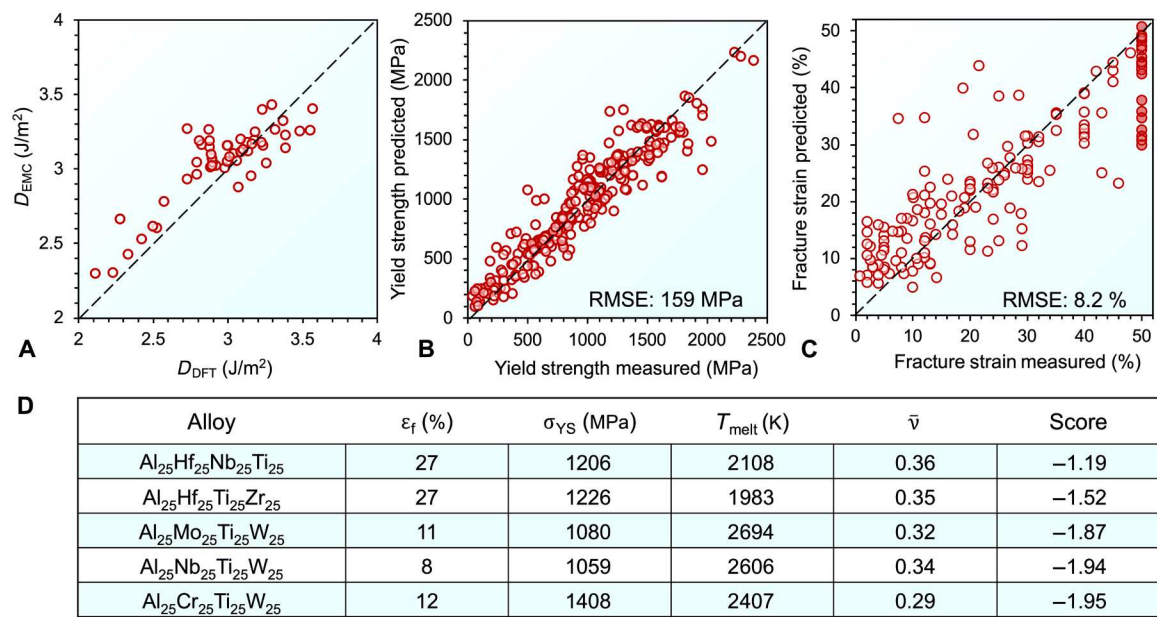 4
3.5
3
2.5
2
2
2.5
3
3.5
4
D_EMC (J/m²)
D_DFT (J/m²)
A
2500
2000
1500
1000
500
0
0
500
1000
1500
2000
2500
Yield strength predicted (MPa)
RMSE: 159 MPa
Yield strength measured (MPa)
B
50
40
30
20
10
0
0
10
20
30
40
50
Fracture strain predicted (%)
RMSE: 8.2 %
Fracture strain measured (%)
C
D
Alloy ε_f (%) σ_YS (MPa) T_melt (K) ν̄ Score
Al₂₅Hf₂₅Nb₂₅Ti₂₅ 27 1206 2108 0.36 –1.19
Al₂₅Hf₂₅Ti₂₅Zr₂₅ 27 1226 1983 0.35 –1.52
Al₂₅Mo₂₅Ti₂₅W₂₅ 11 1080 2694 0.32 –1.87
Al₂₅Nb₂₅Ti₂₅W₂₅ 8 1059 2606 0.34 –1.94
Al₂₅Cr₂₅Ti₂₅W₂₅ 12 1408 2407 0.29 –1.95